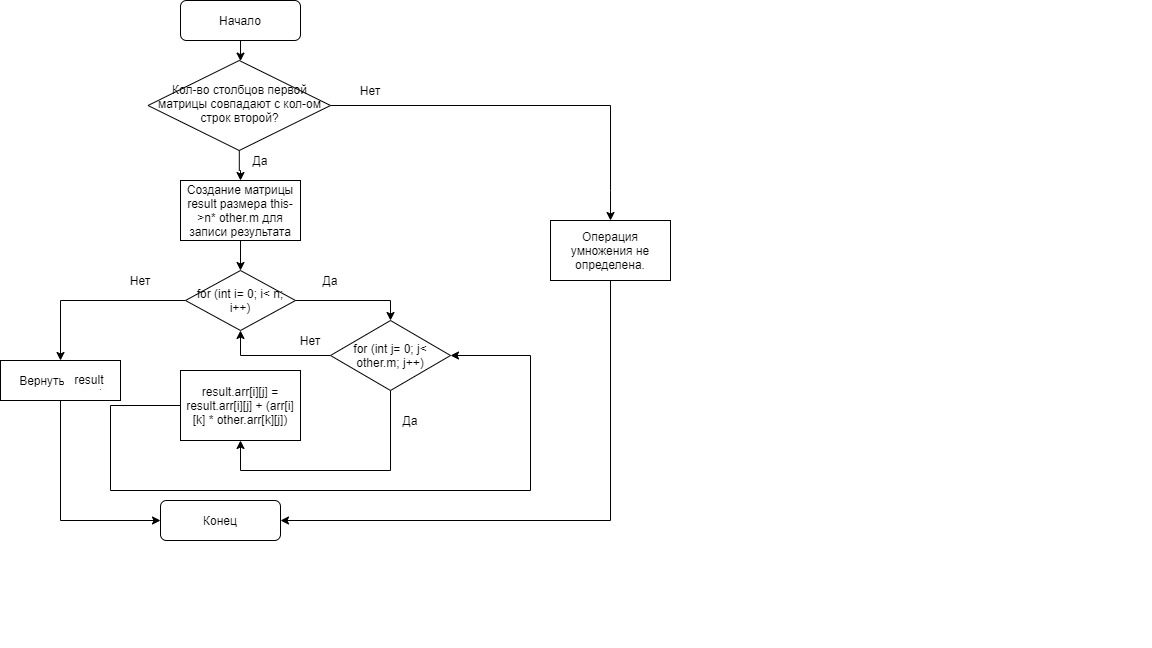 Начало
Кол-во столбцов первой
матрицы совпадают с кол-ом
строк второй?
Нет
Да
Создание матрицы
result размера this-
>n* other.m для
записи результата
Операция
умножения не
определена.
Нет
Да
for (int i= 0; i< n;
i++)
Нет
for (int j= 0; j<
other.m; j++)
Вернуть result
result.arr[i][j] =
result.arr[i][j] + (arr[i]
[k] * other.arr[k][j])
Да
Конец